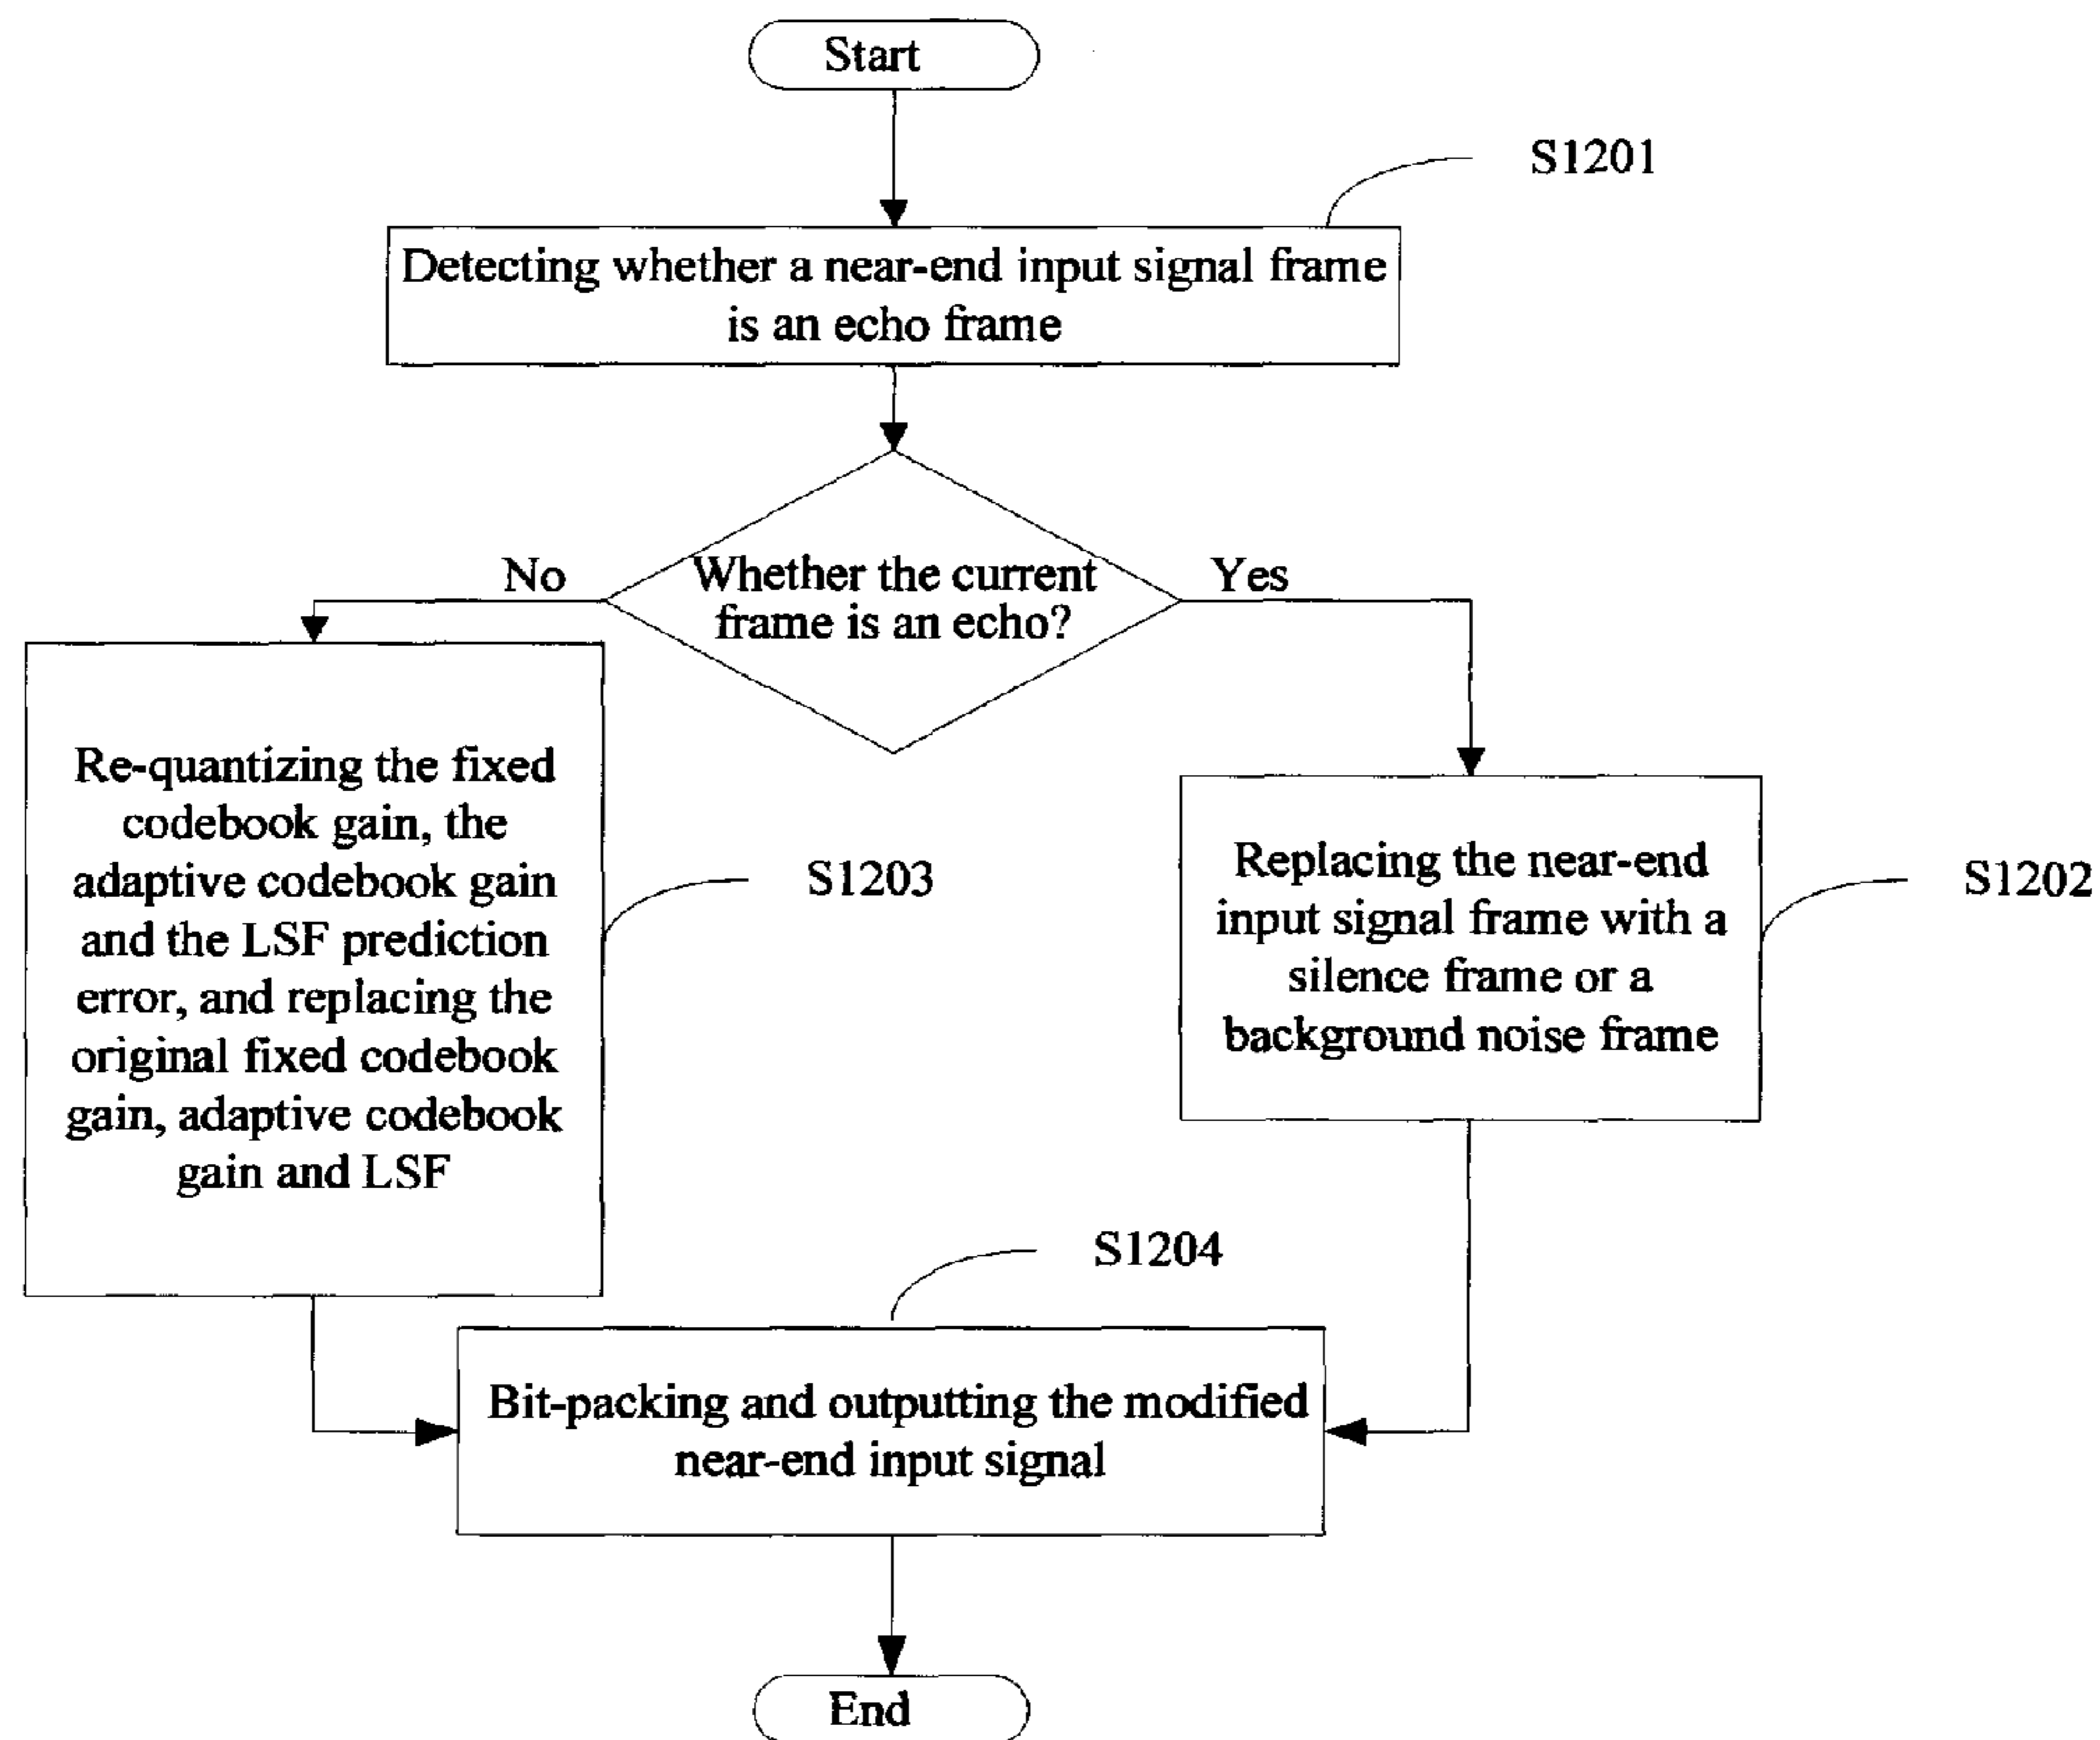 Start
S1201
Detecting whether a near-end input signal frame
is an echo frame
No
Whether the current
frame is an echo?
Yes
Re-quantizing the fixed
codebook gain, the
adaptive codebook gain
and the LSF prediction
error, and replacing the
original fixed codebook
gain, adaptive codebook
gain and LSF
S1203
Replacing the near-end
input signal frame with a
silence frame or a
background noise frame
S1202
S1204
Bit-packing and outputting the modified
near-end input signal
End